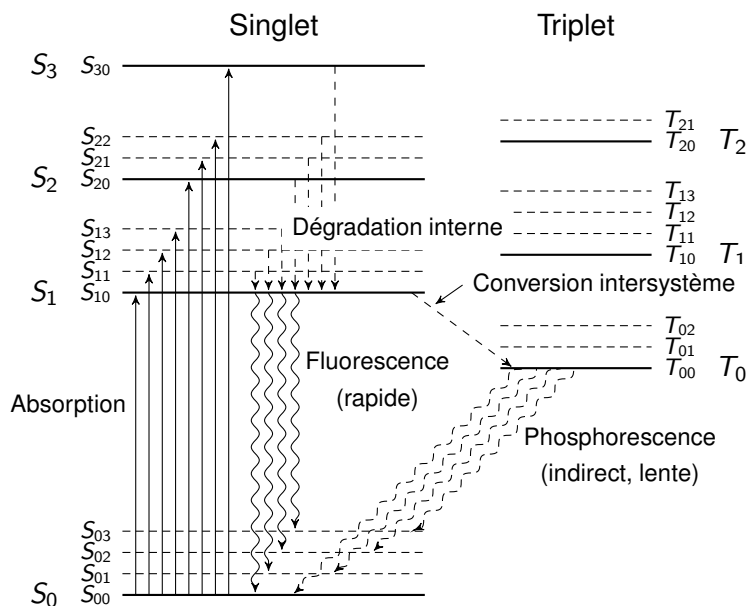 Singlet
Triplet
S3 S30
S22
S21
S2 S20
S13
S12
S11
S1 S10
S03
S02
S01
S0 S00
T21
T20 T2
T13
T12
T11
T10 T1
T02
T01
T00 T0
Dégradation interne
Conversion intersystème
Fluorescence
(rapide)
Absorption
Phosphorescence
(indirect, lente)